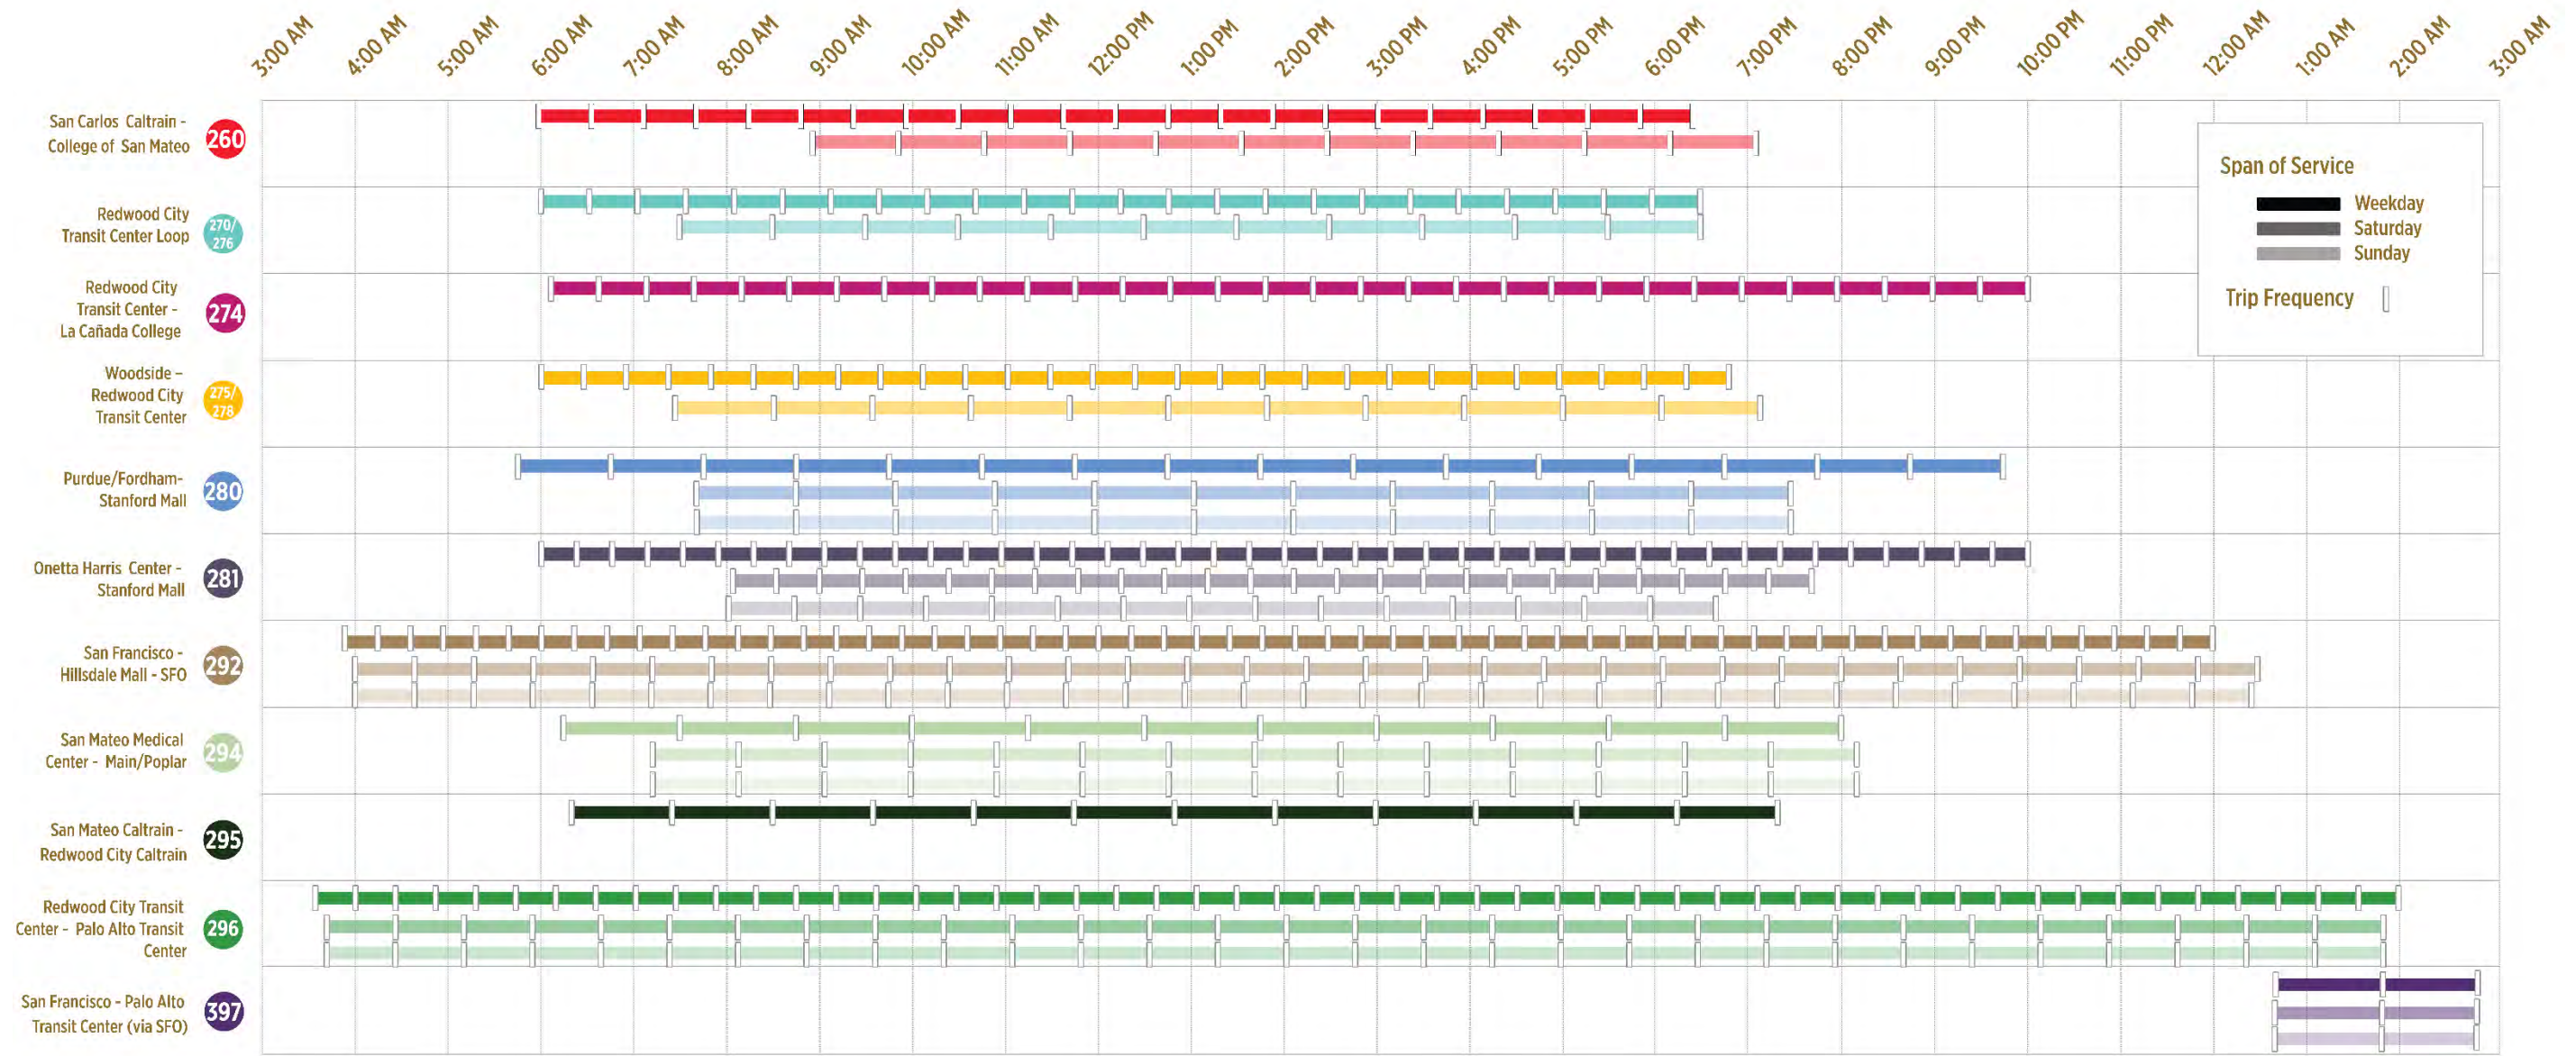 3:00 AM
4:00 AM
5:00 AM
6:00 AM
7:00 AM
8:00 AM
9:00 AM
10:00 AM
11:00 AM
12:00 PM
1:00 PM
2:00 PM
3:00 PM
4:00 PM
5:00 PM
6:00 PM
7:00 PM
8:00 PM
9:00 PM
10:00 PM
11:00 PM
12:00 AM
1:00 AM
2:00 AM
3:00 AM
San Carlos Caltrain -
College of San Mateo
260
Redwood City
Transit Center Loop
270/
276
Redwood City
Transit Center -
La Cañada College
274
Woodside –
Redwood City
Transit Center
275/
278
Purdue/Fordham-
Stanford Mall
280
Onetta Harris Center -
Stanford Mall
281
San Francisco -
Hillsdale Mall - SFO
292
San Mateo Medical
Center - Main/Poplar
294
San Mateo Caltrain -
Redwood City Caltrain
295
Redwood City Transit
Center - Palo Alto Transit
Center
296
San Francisco - Palo Alto
Transit Center (via SFO)
397
Span of Service
Weekday
Saturday
Sunday
Trip Frequency